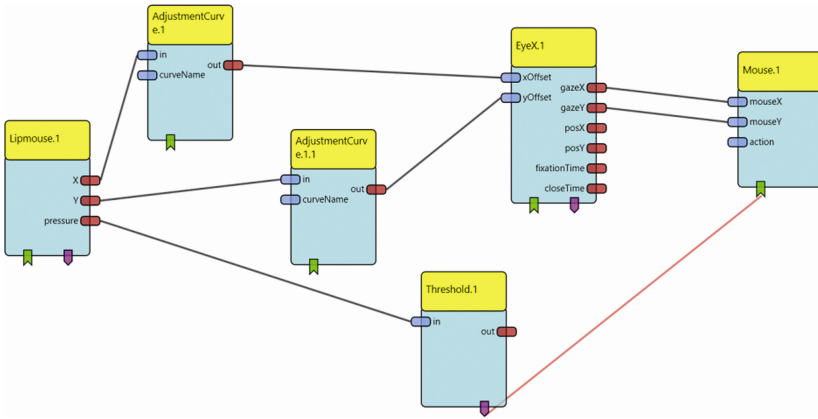 AdjustmentCurv
e.1
in
curveName
out
Lipmouse.1
X
Y
pressure
AdjustmentCurv
e.1.1
in
curveName
out
EyeX.1
xOffset
yOffset
gazeX
gazeY
posX
posY
fixationTime
closeTime
Mouse.1
mouseX
mouseY
action
Threshold.1
in
out